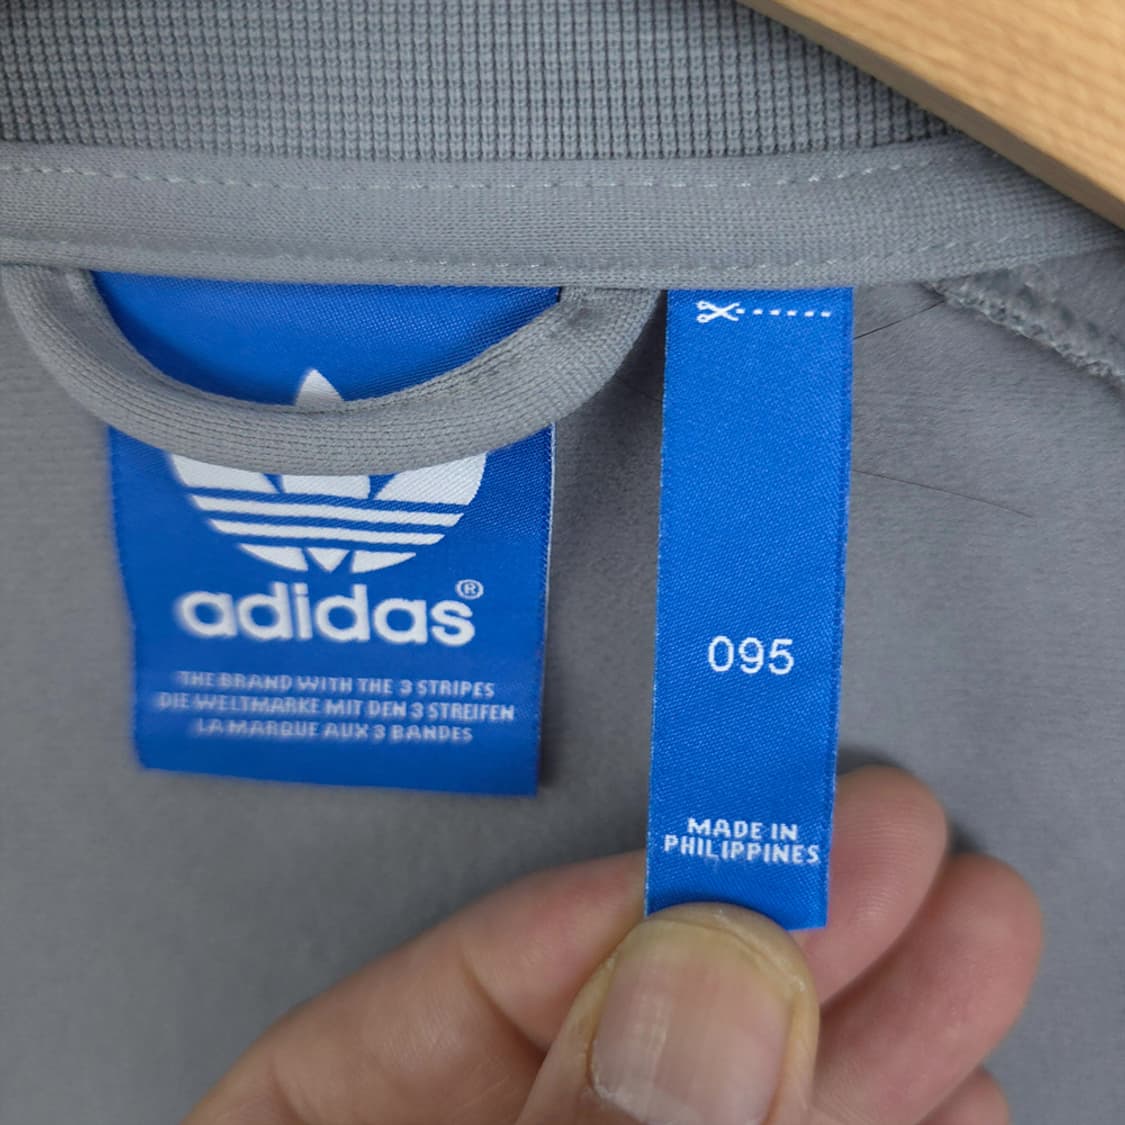 adidas®
THE BRAND WITH THE 3 STRIPES
DIE WELTMARKE MIT DEN 3 STREIFEN
LA MARQUE AUX 3 BANDES
095
MADE IN
PHILIPPINES